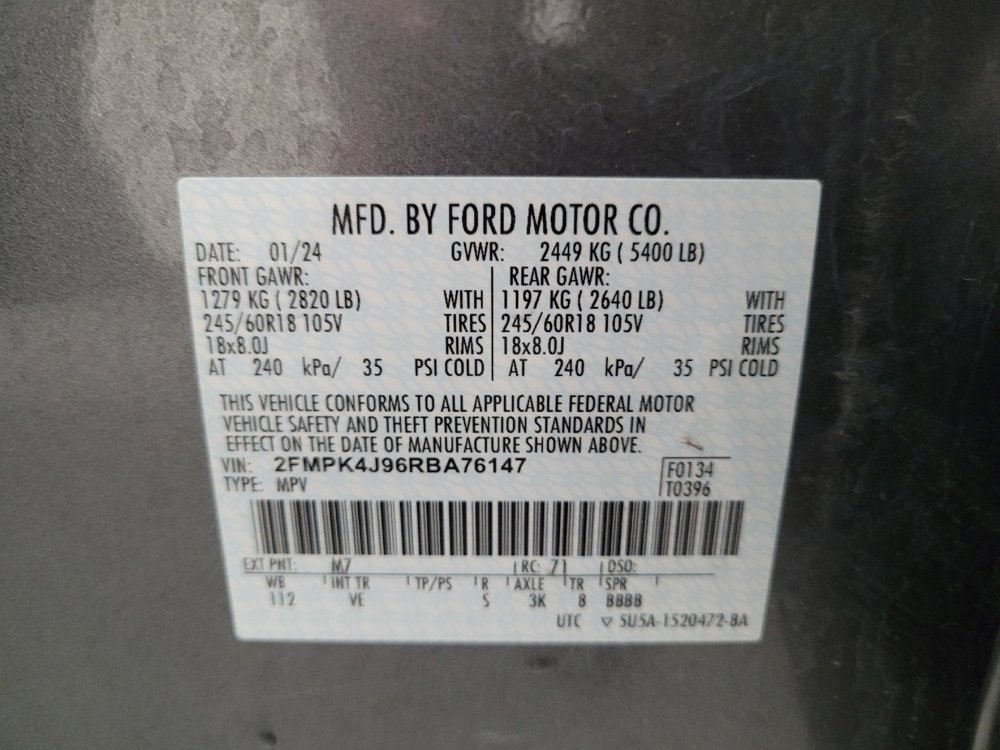 MFD. BY FORD MOTOR CO.
DATE: 01/24 GVWR: 2449 KG ( 5400 LB)
FRONT GAWR: REAR GAWR:
1279 KG ( 2820 LB) WITH 1197 KG ( 2640 LB) WITH
245/60R18 105V TIRES 245/60R18 105V TIRES
18x8.0J RIMS 18x8.0J RIMS
AT 240 kPa/ 35 PSI COLD AT 240 kPa/ 35 PSI COLD
THIS VEHICLE CONFORMS TO ALL APPLICABLE FEDERAL MOTOR
VEHICLE SAFETY AND THEFT PREVENTION STANDARDS IN
EFFECT ON THE DATE OF MANUFACTURE SHOWN ABOVE.
VIN: 2FMPK4J96RBA76147 F0134
TYPE: MPV T0396
EXT PNT: M7 RC: 71 DSO:
WB INT TR TP/PS R AXLE TR SPR
112 VE S 3K 8 BBBB
UTC ▽ 5U5A-1520472-BA